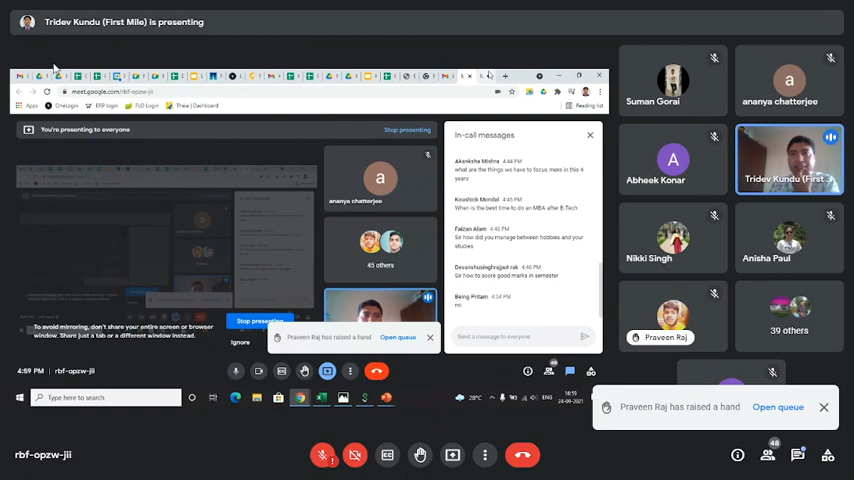 Tridev Kundu (First Mile) is presenting
meet.google.com/rbf-opzw-jii
Apps
OneLogin
ERP login
FLD Login
Theia | Dashboard
Reading list
You're presenting to everyone
Stop presenting
ananya chatterjee
45 others
To avoid mirroring, don't share your entire screen or browser
window. Share just a tab or a different window instead.
Stop presenting
Ignore
Praveen Raj has raised a hand
Open queue
In-call messages
Akanksha Mishra 4:44 PM
what are the things we have to focus more in this 4
years
Koushick Mondal 4:45 PM
When is the best time to do an MBA after B.Tech
Faizan Alam 4:46 PM
Sir how did you manage between hobbies and your
studies
Devanshusinghrajput rak 4:46 PM
Sir how to score good marks in semester
Being Pritam 4:54 PM
no
Send a message to everyone
4:59 PM
rbf-opzw-jii
Type here to search
28°C
ENG
16:59
24-09-2021
Suman Gorai
a
ananya chatterjee
A
Abheek Konar
Tridev Kundu (First ...
Nikki Singh
Anisha Paul
Praveen Raj
39 others
Praveen Raj has raised a hand
Open queue
rbf-opzw-jii
48